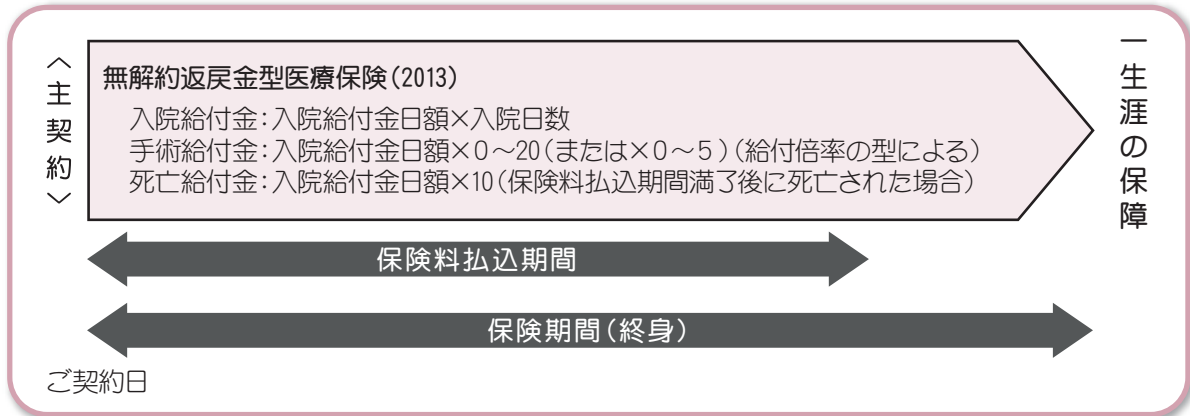 〈主契約〉
無解約返戻金型医療保険(2013)
入院給付金:入院給付金日額×入院日数
手術給付金:入院給付金日額×0～20(または×0～5)(給付倍率の型による)
死亡給付金:入院給付金日額×10(保険料払込期間満了後に死亡された場合)
一生涯の保障
保険料払込期間
保険期間(終身)
ご契約日